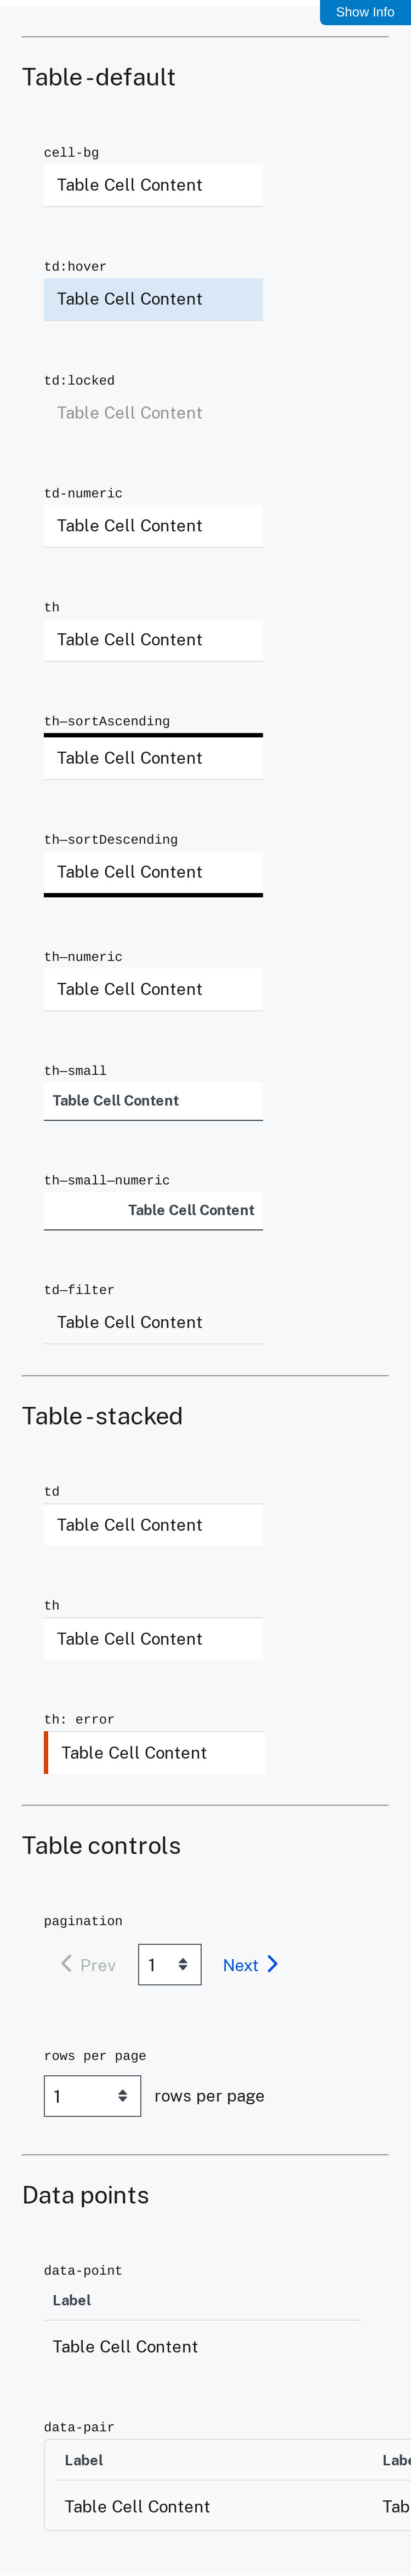 Show Info
Table - default
cell-bg
Table Cell Content
td:hover
Table Cell Content
td:locked
Table Cell Content
td-numeric
Table Cell Content
th
Table Cell Content
th—sortAscending
Table Cell Content
th—sortDescending
Table Cell Content
th—numeric
Table Cell Content
th—small
Table Cell Content
th—small—numeric
Table Cell Content
td—filter
Table Cell Content
Table - stacked
td
Table Cell Content
th
Table Cell Content
th: error
Table Cell Content
Table controls
pagination
Prev 1 Next
rows per page
1 rows per page
Data points
data-point
Label
Table Cell Content
data-pair
Label
Table Cell Content